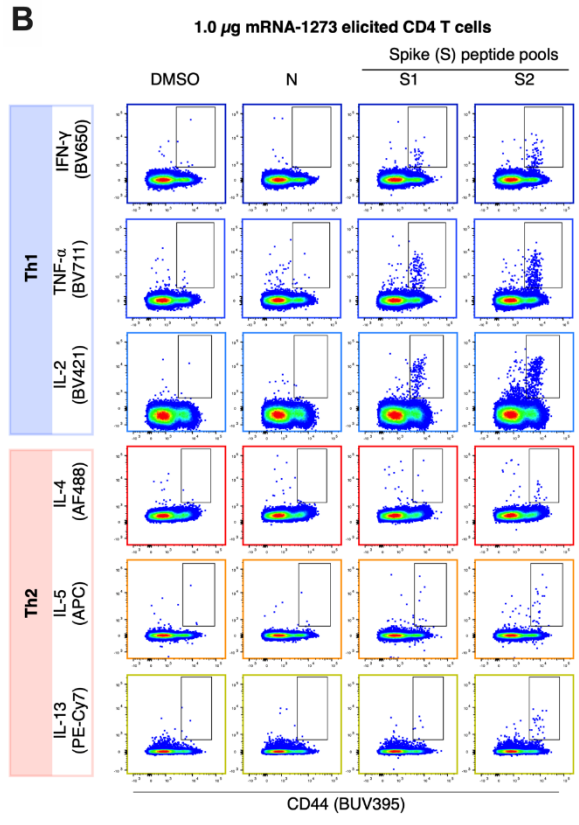 B
1.0 µg mRNA-1273 elicited CD4 T cells
Spike (S) peptide pools
DMSO
N
S1
S2
Th1
IFN-γ
(BV650)
TNF-α
(BV711)
IL-2
(BV421)
Th2
IL-4
(AF488)
IL-5
(APC)
IL-13
(PE-Cy7)
CD44 (BUV395)